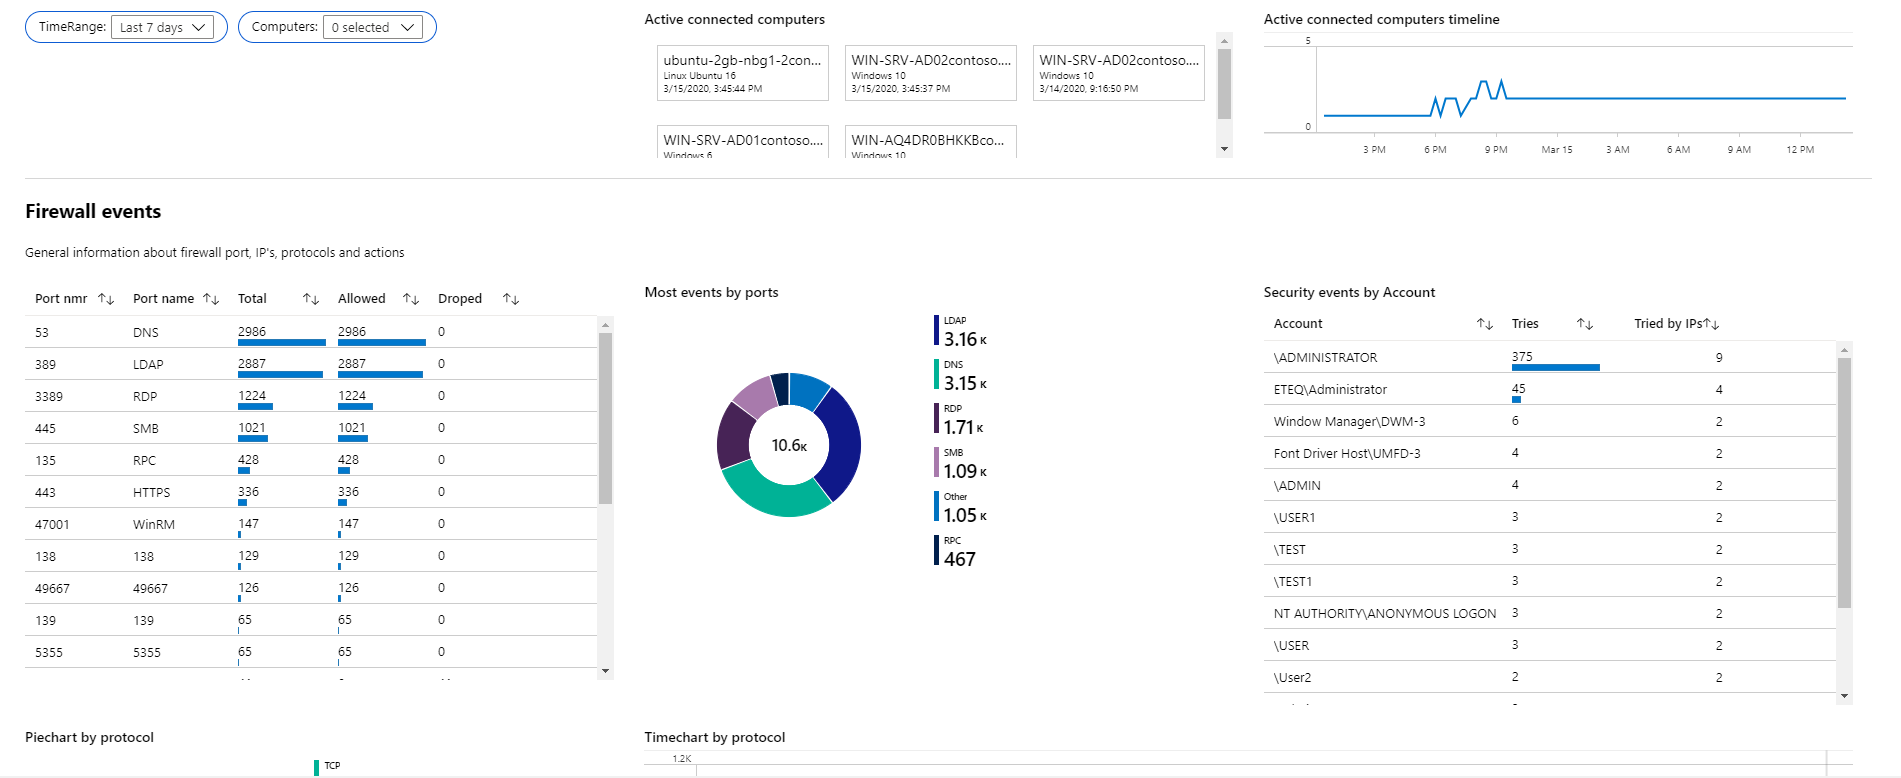 TimeRange: Last 7 days
Computers: 0 selected
Active connected computers
ubuntu-2gb-nbg1-2con...
Linux Ubuntu 16
3/15/2020, 3:45:44 PM
WIN-SRV-AD02contoso....
Windows 10
3/15/2020, 3:45:37 PM
WIN-SRV-AD02contoso....
Windows 10
3/14/2020, 9:16:50 PM
WIN-SRV-AD01contoso....
Windows 6
WIN-AQ4DR0BHKKBco...
Windows 10
Active connected computers timeline
5
0
3 PM 6 PM 9 PM Mar 15 3 AM 6 AM 9 AM 12 PM
Firewall events
General information about firewall port, IP's, protocols and actions
Port nmr Port name Total Allowed Droped
53 DNS 2986 2986 0
389 LDAP 2887 2887 0
3389 RDP 1224 1224 0
445 SMB 1021 1021 0
135 RPC 428 428 0
443 HTTPS 336 336 0
47001 WinRM 147 147 0
138 138 129 129 0
49667 49667 126 126 0
139 139 65 65 0
5355 5355 65 65 0
Most events by ports
10.6K
LDAP
3.16 K
DNS
3.15 K
RDP
1.71 K
SMB
1.09 K
Other
1.05 K
RPC
467
Security events by Account
Account Tries Tried by IPs
\ADMINISTRATOR 375 9
ETEQ\Administrator 45 4
Window Manager\DWM-3 6 2
Font Driver Host\UMFD-3 4 2
\ADMIN 4 2
\USER1 3 2
\TEST 3 2
\TEST1 3 2
NT AUTHORITY\ANONYMOUS LOGON 3 2
\USER 3 2
\User2 2 2
Piechart by protocol
TCP
Timechart by protocol
1.2K